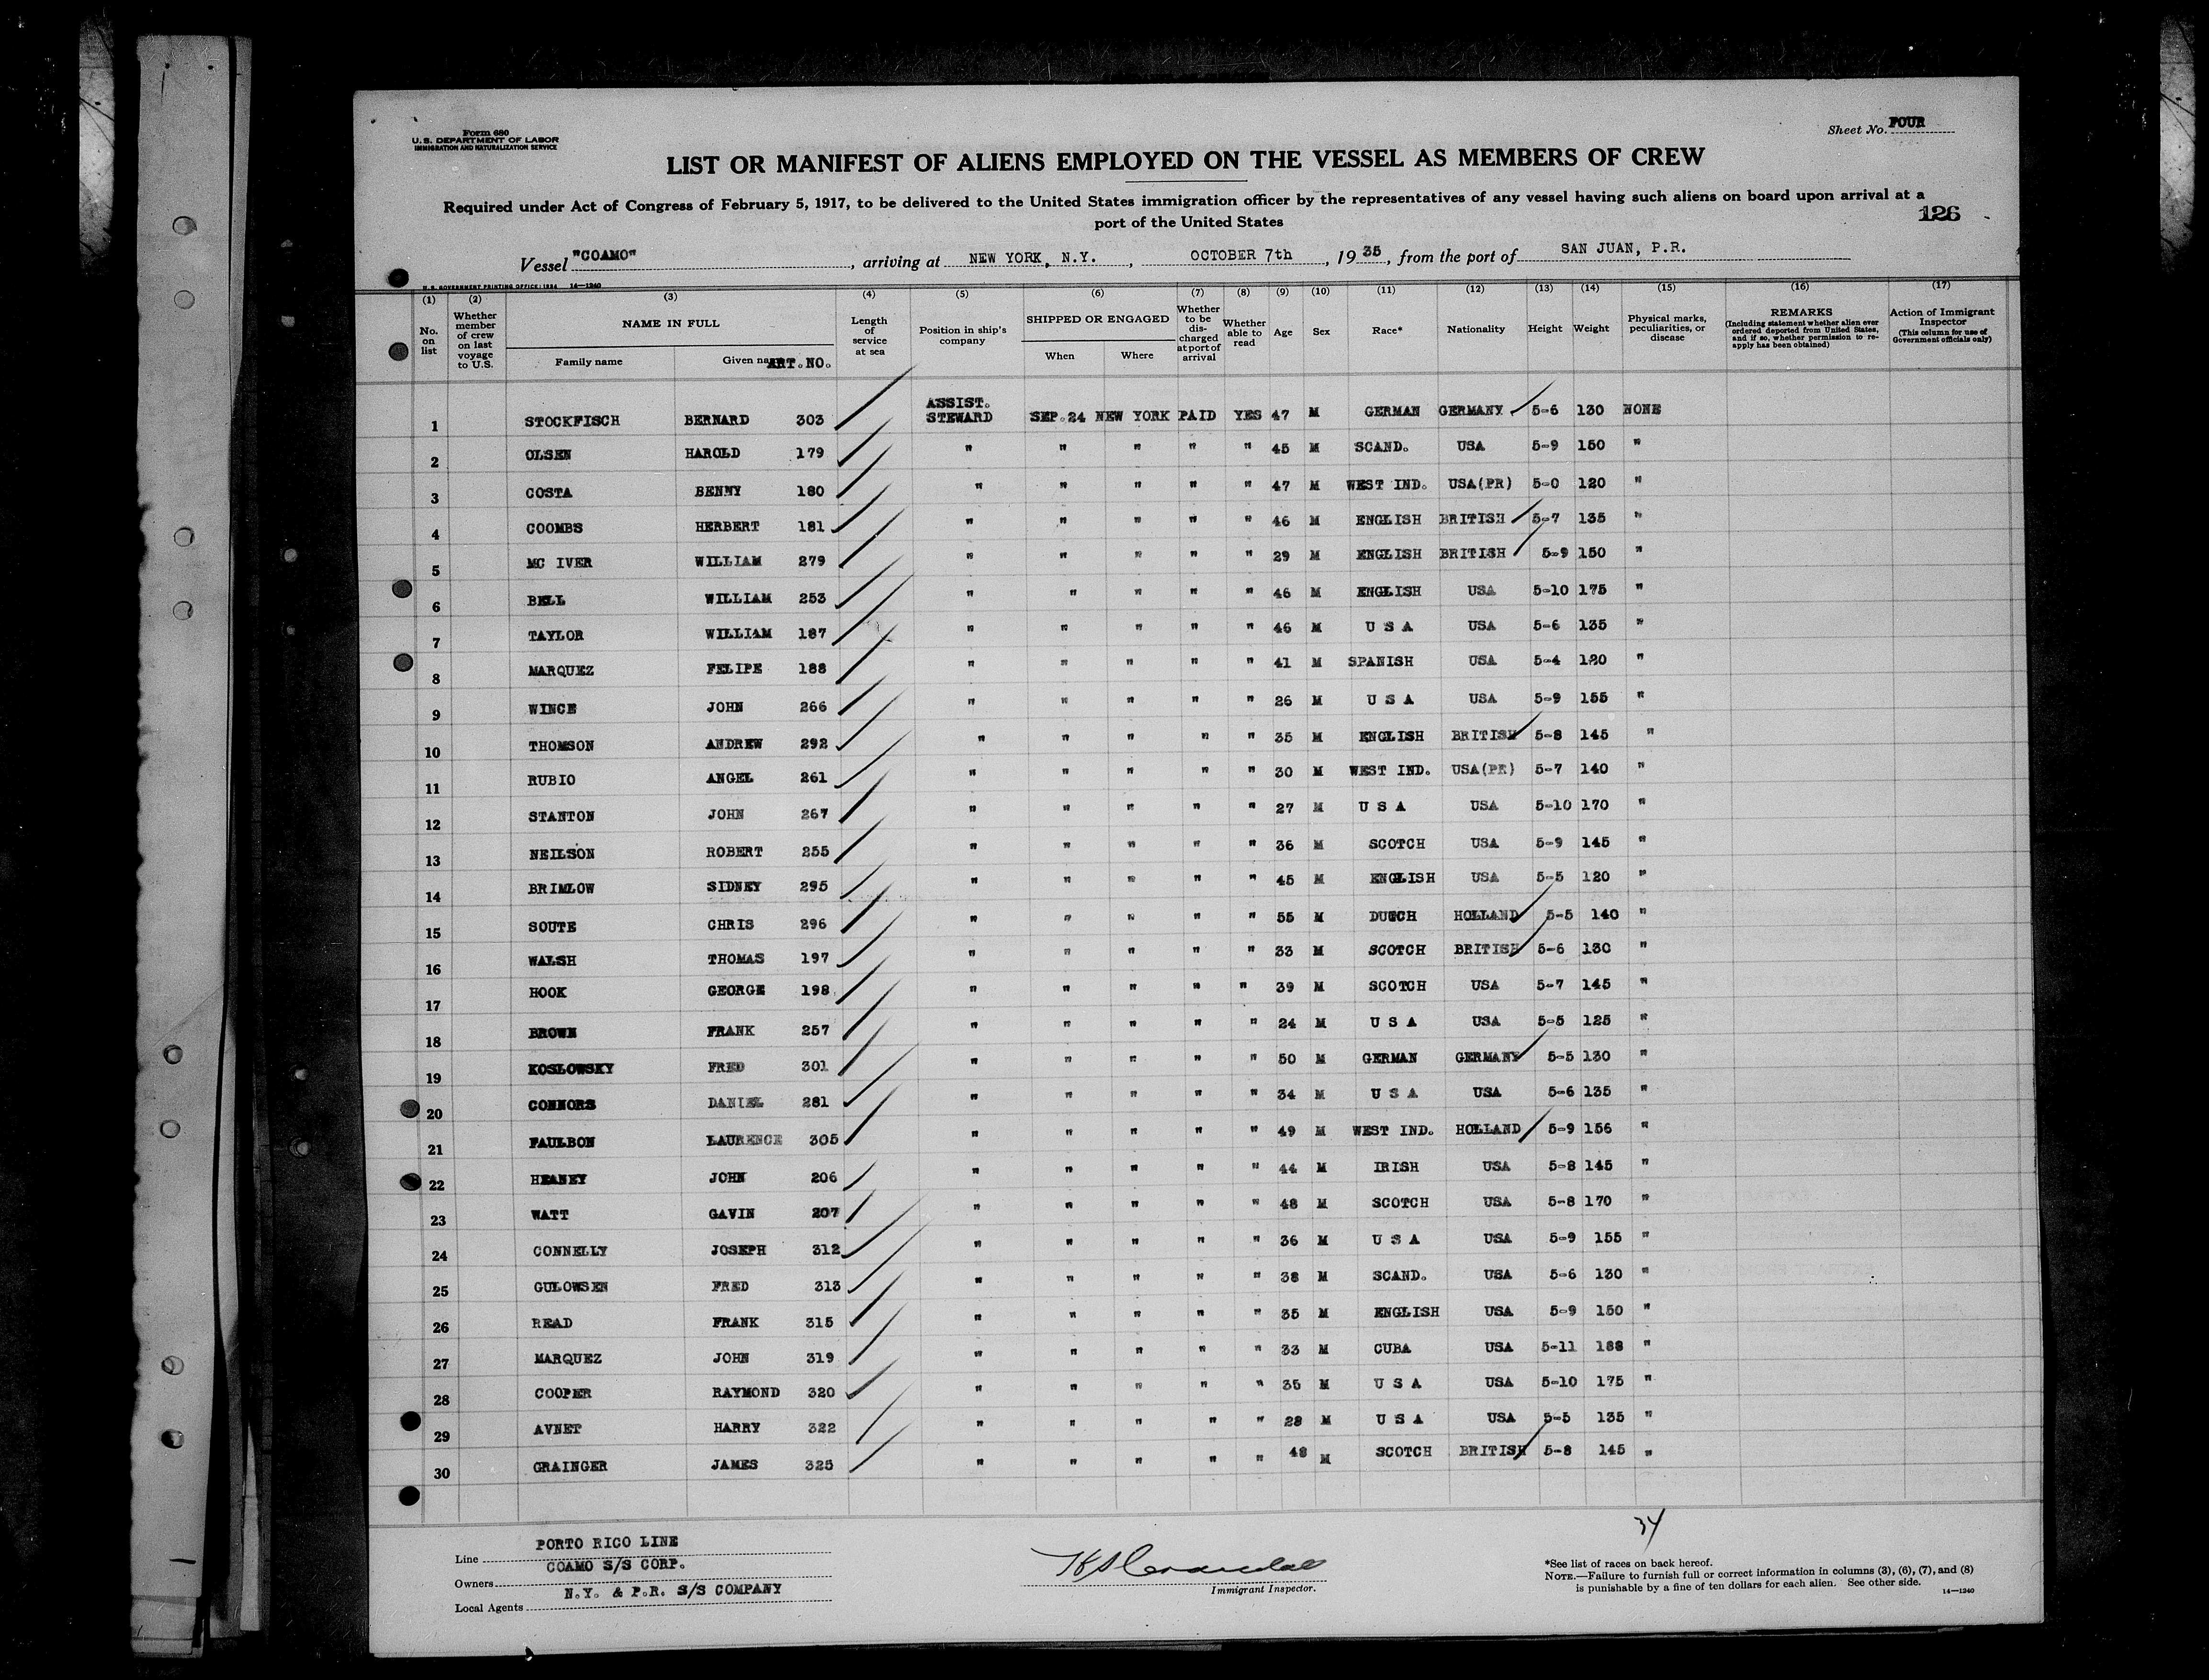 Form 680
U. S. DEPARTMENT OF LABOR
IMMIGRATION AND NATURALIZATION SERVICE
Sheet No. FOUR
LIST OR MANIFEST OF ALIENS EMPLOYED ON THE VESSEL AS MEMBERS OF CREW
Required under Act of Congress of February 5, 1917, to be delivered to the United States immigration officer by the representatives of any vessel having such aliens on board upon arrival at a
port of the United States
126
Vessel "COAMO", arriving at NEW YORK, N.Y., OCTOBER 7th, 1935, from the port of SAN JUAN, P.R.
U. S. GOVERNMENT PRINTING OFFICE: 1934 14—1240
(1) (2) (3) (4) (5) (6) (7) (8) (9) (10) (11) (12) (13) (14) (15) (16) (17)
No. on list
Whether member of crew on last voyage to U.S.
NAME IN FULL
Family name
Given name ART.NO.
Length of service at sea
Position in ship's company
SHIPPED OR ENGAGED
When
Where
Whether to be discharged at port of arrival
Whether able to read
Age
Sex
Race*
Nationality
Height
Weight
Physical marks, peculiarities, or disease
REMARKS
(Including statement whether alien ever ordered deported from United States, and if so, whether permission to reapply has been obtained)
Action of Immigrant Inspector
(This column for use of Government officials only)
1 STOCKFISCH BERNARD 303 ASSIST. STEWARD SEP.24 NEW YORK PAID YES 47 M GERMAN GERMANY 5-6 130 NONE
2 OLSEN HAROLD 179 " " " " " 45 M SCAND. USA 5-9 150 "
3 COSTA BENNY 180 " " " " " 47 M WEST IND. USA(PR) 5-0 120 "
4 COOMBS HERBERT 181 " " " " " 46 M ENGLISH BRITISH 5-7 135 "
5 MC IVER WILLIAM 279 " " " " " 29 M ENGLISH BRITISH 5-9 150 "
6 BELL WILLIAM 253 " " " " " 46 M ENGLISH USA 5-10 175 "
7 TAYLOR WILLIAM 187 " " " " " 46 M U S A USA 5-6 135 "
8 MARQUEZ FELIPE 188 " " " " " 41 M SPANISH USA 5-4 120 "
9 WINCE JOHN 266 " " " " " 26 M U S A USA 5-9 155 "
10 THOMSON ANDREW 292 " " " " " 35 M ENGLISH BRITISH 5-8 145 "
11 RUBIO ANGEL 261 " " " " " 30 M WEST IND. USA(PR) 5-7 140 "
12 STANTON JOHN 267 " " " " " 27 M U S A USA 5-10 170 "
13 NEILSON ROBERT 255 " " " " " 36 M SCOTCH USA 5-9 145 "
14 BRIMLOW SIDNEY 295 " " " " " 45 M ENGLISH USA 5-5 120 "
15 SOUTE CHRIS 296 " " " " " 55 M DUTCH HOLLAND 5-5 140 "
16 WALSH THOMAS 197 " " " " " 33 M SCOTCH BRITISH 5-6 130 "
17 HOOK GEORGE 198 " " " " " 39 M SCOTCH USA 5-7 145 "
18 BROWN FRANK 257 " " " " " 24 M U S A USA 5-5 125 "
19 KOSLOWSKY FRED 301 " " " " " 50 M GERMAN GERMANY 5-5 130 "
20 CONNORS DANIEL 281 " " " " " 34 M U S A USA 5-6 135 "
21 FAULBON LAURENCE 305 " " " " " 49 M WEST IND. HOLLAND 5-9 156 "
22 HEANEY JOHN 206 " " " " " 44 M IRISH USA 5-8 145 "
23 WATT GAVIN 207 " " " " " 48 M SCOTCH USA 5-8 170 "
24 CONNELLY JOSEPH 312 " " " " " 36 M U S A USA 5-9 155 "
25 GULOWSEN FRED 313 " " " " " 38 M SCAND. USA 5-6 130 "
26 READ FRANK 315 " " " " " 35 M ENGLISH USA 5-9 150 "
27 MARQUEZ JOHN 319 " " " " " 33 M CUBA USA 5-11 188 "
28 COOPER RAYMOND 320 " " " " " 35 M U S A USA 5-10 175 "
29 AVNET HARRY 322 " " " " " 28 M U S A USA 5-5 135 "
30 GRAINGER JAMES 325 " " " " " 48 M SCOTCH BRITISH 5-8 145 "
34
Line PORTO RICO LINE
Owners COAMO S/S CORP.
Local Agents N.Y. & P.R. S/S COMPANY
Immigrant Inspector.
*See list of races on back hereof.
NOTE.—Failure to furnish full or correct information in columns (3), (6), (7), and (8)
is punishable by a fine of ten dollars for each alien. See other side. 14—1240